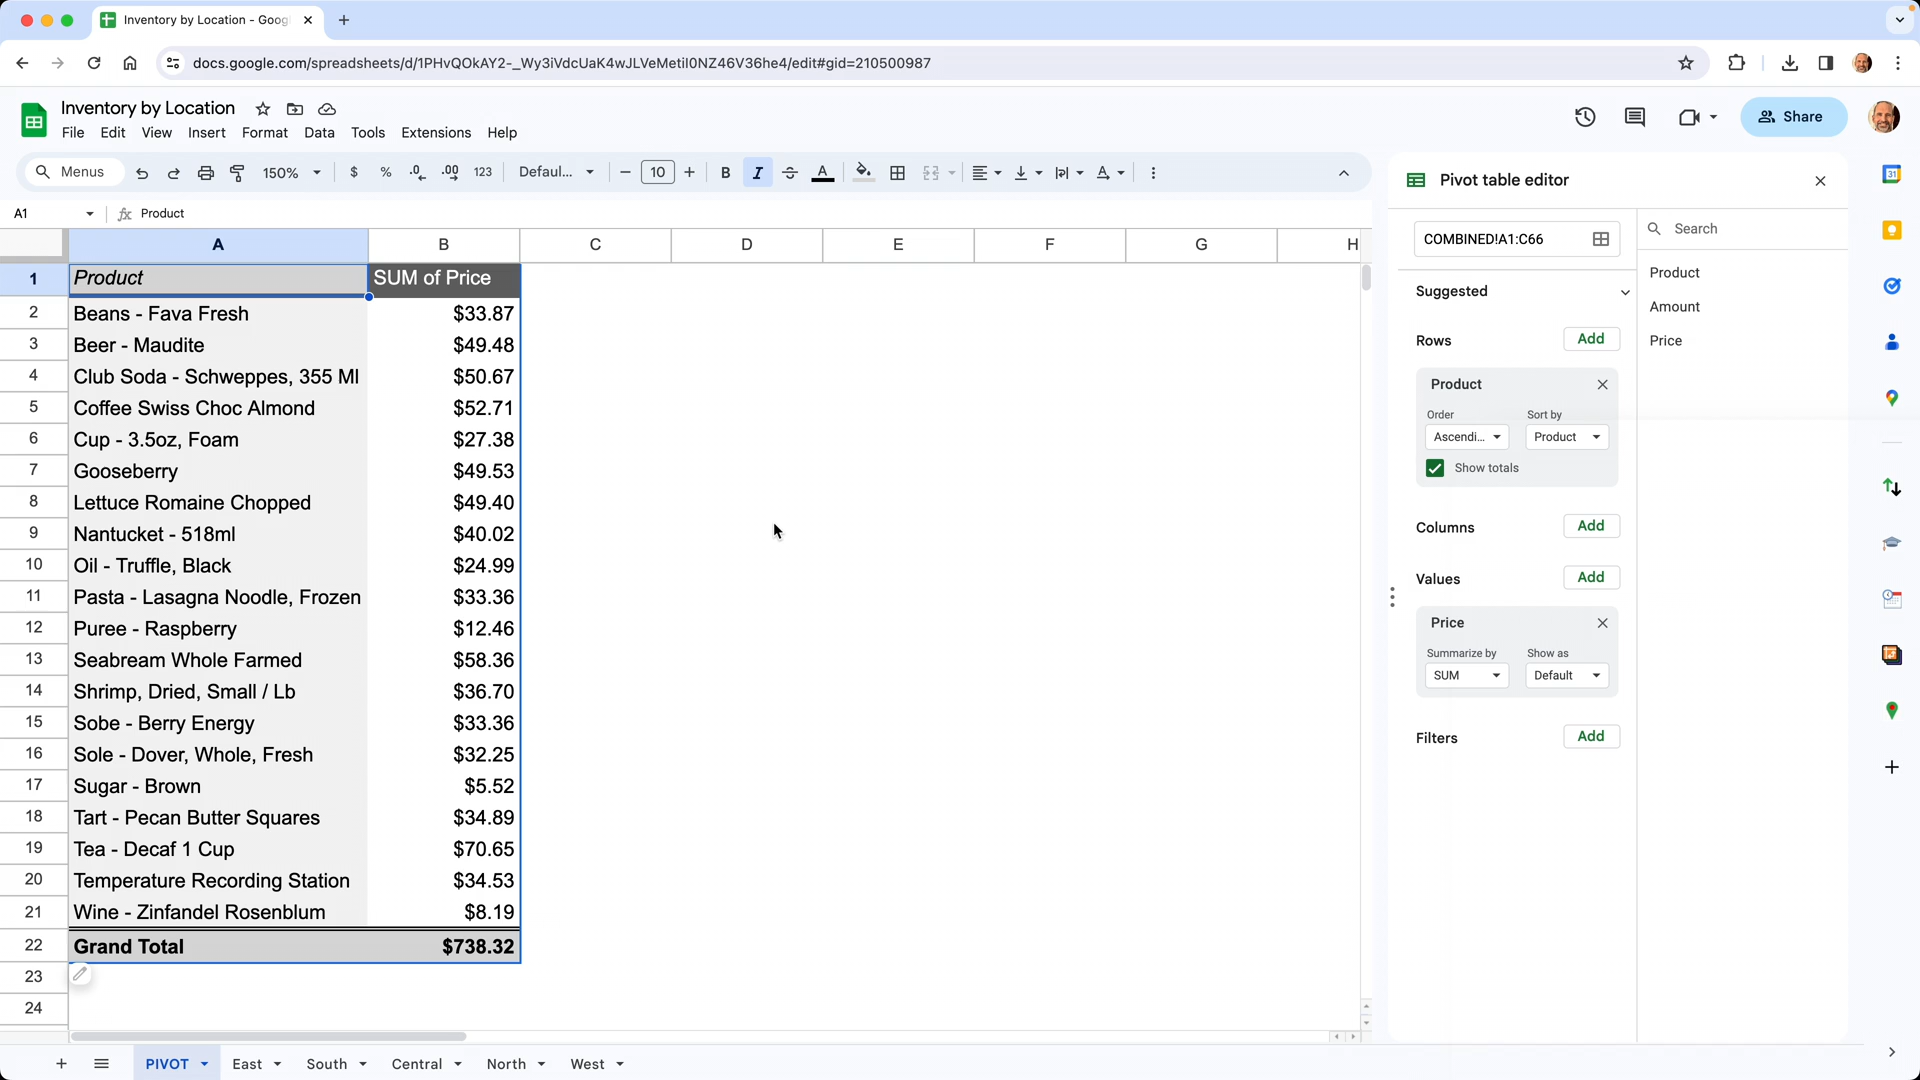 Inventory by Location - Goog
docs.google.com/spreadsheets/d/1PHvQOkAY2-_Wy3iVdcUaK4wJLVeMetiI0NZ46V36he4/edit#gid=210500987
Inventory by Location
File Edit View Insert Format Data Tools Extensions Help
Share
Menus 150% $ % .0 .00 123 Defaul... 10 B I S A
A1 fx Product
A B C D E F G H
1 Product SUM of Price
2 Beans - Fava Fresh $33.87
3 Beer - Maudite $49.48
4 Club Soda - Schweppes, 355 Ml $50.67
5 Coffee Swiss Choc Almond $52.71
6 Cup - 3.5oz, Foam $27.38
7 Gooseberry $49.53
8 Lettuce Romaine Chopped $49.40
9 Nantucket - 518ml $40.02
10 Oil - Truffle, Black $24.99
11 Pasta - Lasagna Noodle, Frozen $33.36
12 Puree - Raspberry $12.46
13 Seabream Whole Farmed $58.36
14 Shrimp, Dried, Small / Lb $36.70
15 Sobe - Berry Energy $33.36
16 Sole - Dover, Whole, Fresh $32.25
17 Sugar - Brown $5.52
18 Tart - Pecan Butter Squares $34.89
19 Tea - Decaf 1 Cup $70.65
20 Temperature Recording Station $34.53
21 Wine - Zinfandel Rosenblum $8.19
22 Grand Total $738.32
23
24
PIVOT East South Central North West
Pivot table editor
COMBINED!A1:C66
Suggested
Rows Add
Product
Order Sort by
Ascendi... Product
Show totals
Columns Add
Values Add
Price
Summarize by Show as
SUM Default
Filters Add
Search
Product
Amount
Price
31